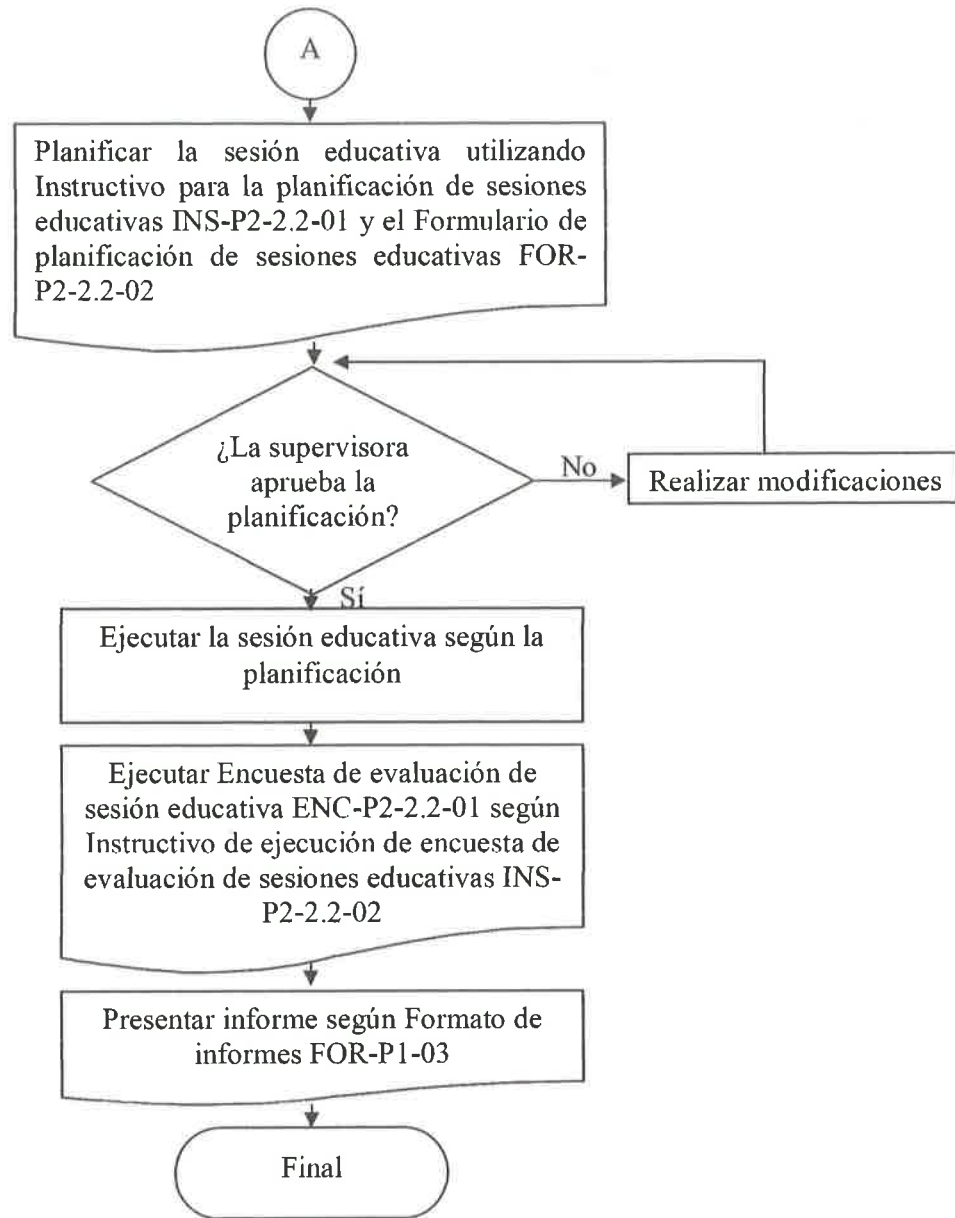 A
Planificar la sesión educativa utilizando
Instructivo para la planificación de sesiones
educativas INS-P2-2.2-01 y el Formulario de
planificación de sesiones educativas FOR-
P2-2.2-02
¿La supervisora
aprueba la
planificación?
No
Realizar modificaciones
Sí
Ejecutar la sesión educativa según la
planificación
Ejecutar Encuesta de evaluación de
sesión educativa ENC-P2-2.2-01 según
Instructivo de ejecución de encuesta de
evaluación de sesiones educativas INS-
P2-2.2-02
Presentar informe según Formato de
informes FOR-P1-03
Final